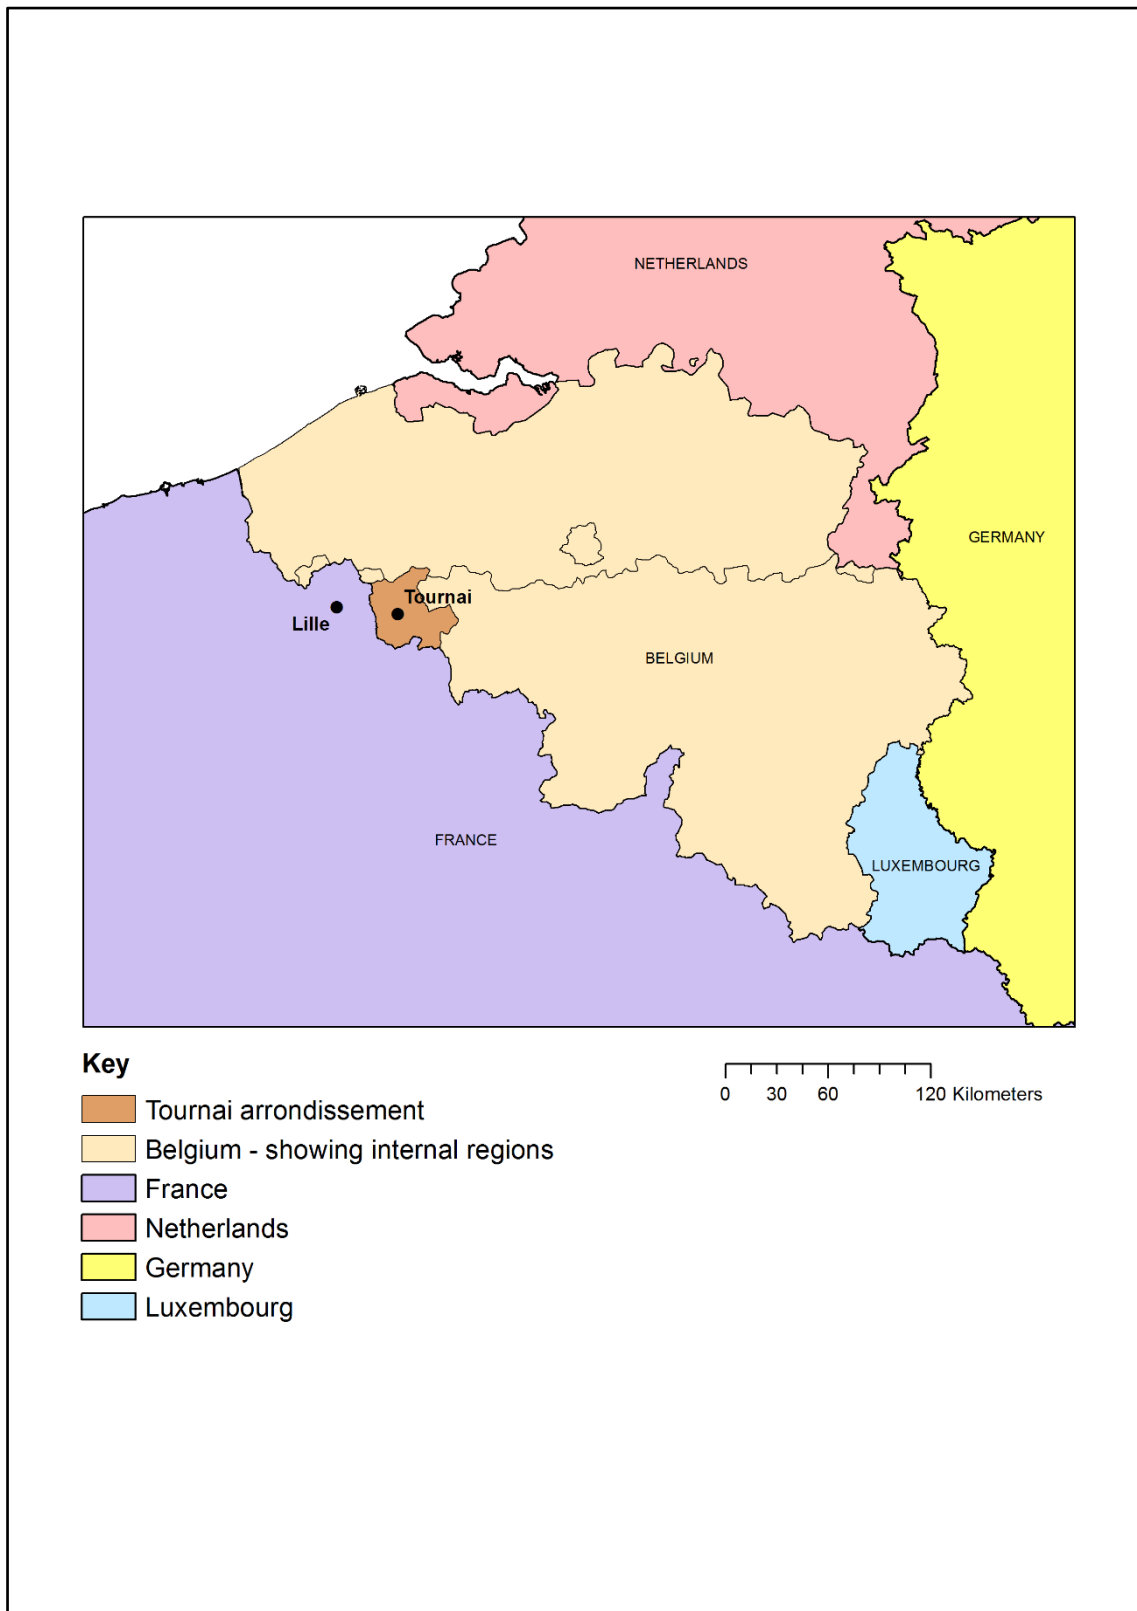 NETHERLANDS
GERMANY
Tournai
Lille
BELGIUM
FRANCE
LUXEMBOURG
Key
0 30 60 120 Kilometers
Tournai arrondissement
Belgium - showing internal regions
France
Netherlands
Germany
Luxembourg